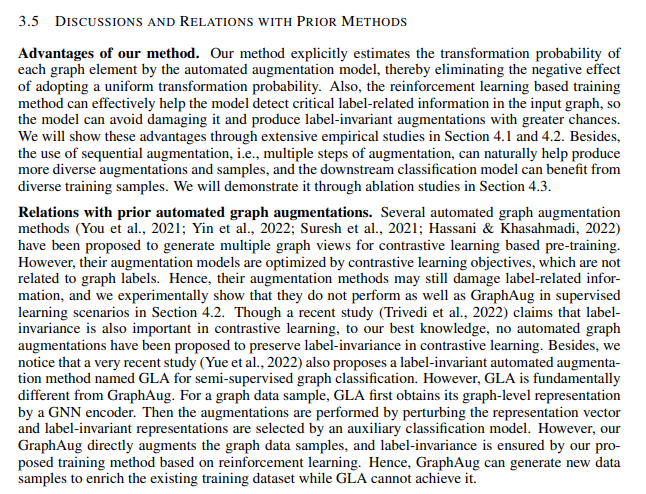 3.5 DISCUSSIONS AND RELATIONS WITH PRIOR METHODS
Advantages of our method. Our method explicitly estimates the transformation probability of
each graph element by the automated augmentation model, thereby eliminating the negative effect
of adopting a uniform transformation probability. Also, the reinforcement learning based training
method can effectively help the model detect critical label-related information in the input graph, so
the model can avoid damaging it and produce label-invariant augmentations with greater chances.
We will show these advantages through extensive empirical studies in Section 4.1 and 4.2. Besides,
the use of sequential augmentation, i.e., multiple steps of augmentation, can naturally help produce
more diverse augmentations and samples, and the downstream classification model can benefit from
diverse training samples. We will demonstrate it through ablation studies in Section 4.3.
Relations with prior automated graph augmentations. Several automated graph augmentation
methods (You et al., 2021; Yin et al., 2022; Suresh et al., 2021; Hassani & Khasahmadi, 2022)
have been proposed to generate multiple graph views for contrastive learning based pre-training.
However, their augmentation models are optimized by contrastive learning objectives, which are not
related to graph labels. Hence, their augmentation methods may still damage label-related infor-
mation, and we experimentally show that they do not perform as well as GraphAug in supervised
learning scenarios in Section 4.2. Though a recent study (Trivedi et al., 2022) claims that label-
invariance is also important in contrastive learning, to our best knowledge, no automated graph
augmentations have been proposed to preserve label-invariance in contrastive learning. Besides, we
notice that a very recent study (Yue et al., 2022) also proposes a label-invariant automated augmenta-
tion method named GLA for semi-supervised graph classification. However, GLA is fundamentally
different from GraphAug. For a graph data sample, GLA first obtains its graph-level representation
by a GNN encoder. Then the augmentations are performed by perturbing the representation vector
and label-invariant representations are selected by an auxiliary classification model. However, our
GraphAug directly augments the graph data samples, and label-invariance is ensured by our pro-
posed training method based on reinforcement learning. Hence, GraphAug can generate new data
samples to enrich the existing training dataset while GLA cannot achieve it.